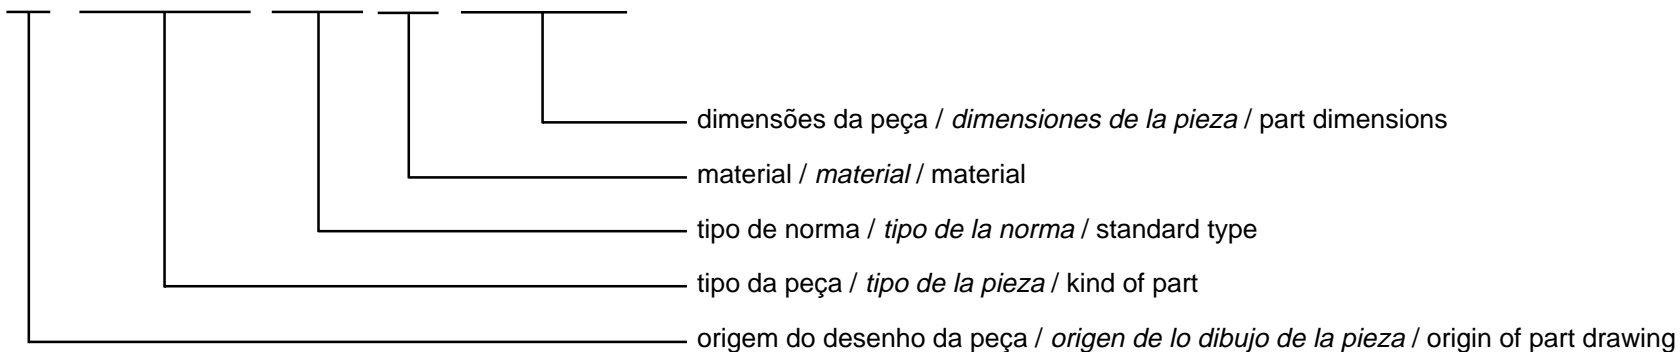 dimensões da peça / dimensiones de la pieza / part dimensions
material / material / material
tipo de norma / tipo de la norma / standard type
tipo da peça / tipo de la pieza / kind of part
origem do desenho da peça / origen de lo dibujo de la pieza / origin of part drawing